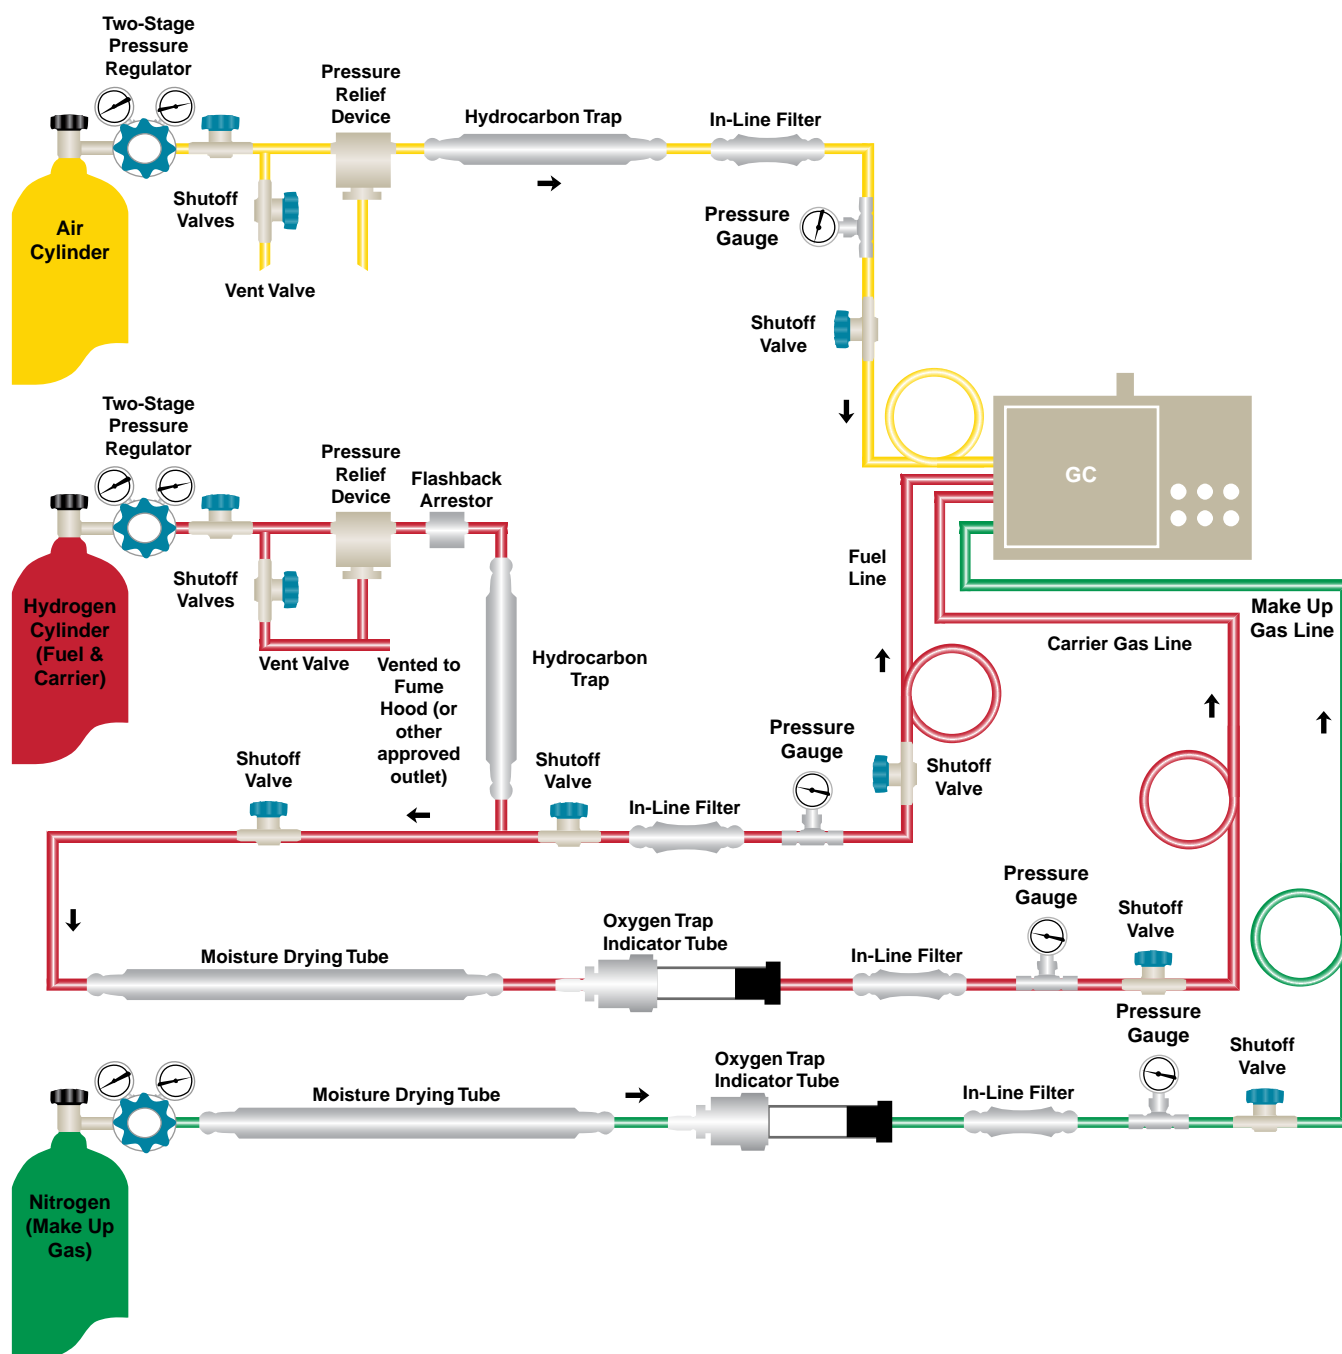 Two-Stage
Pressure
Regulator
Pressure
Relief
Device
Hydrocarbon Trap
In-Line Filter
Shutoff
Valves
Air
Cylinder
Vent Valve
Pressure
Gauge
Shutoff
Valve
Two-Stage
Pressure
Regulator
Pressure
Relief
Device
Flashback
Arrestor
GC
Shutoff
Valves
Fuel
Line
Hydrogen
Cylinder
(Fuel &
Carrier)
Vent Valve
Vented to
Fume
Hood (or
other
approved
outlet)
Hydrocarbon
Trap
Make Up
Gas Line
Carrier Gas Line
Shutoff
Valve
Shutoff
Valve
In-Line Filter
Pressure
Gauge
Shutoff
Valve
Moisture Drying Tube
Oxygen Trap
Indicator Tube
In-Line Filter
Pressure
Gauge
Shutoff
Valve
Moisture Drying Tube
Oxygen Trap
Indicator Tube
In-Line Filter
Pressure
Gauge
Shutoff
Valve
Nitrogen
(Make Up
Gas)